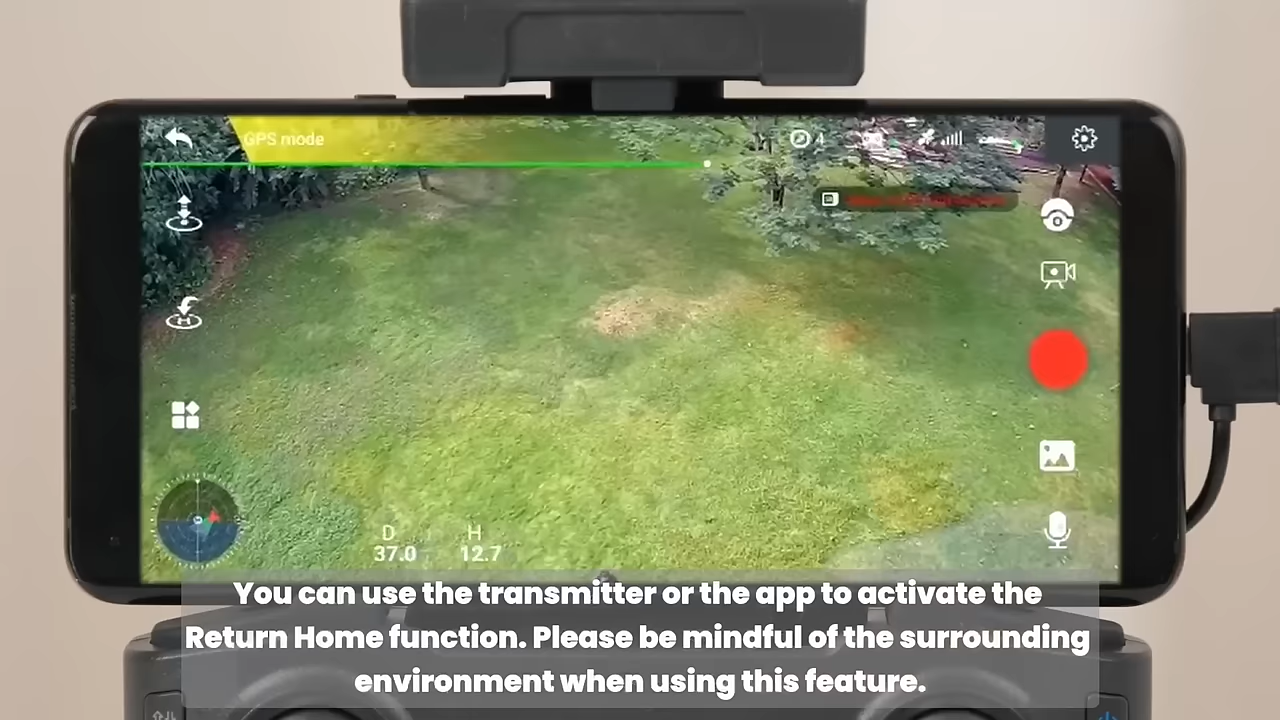 GPS mode
4
D H
37.0 12.7
You can use the transmitter or the app to activate the
Return Home function. Please be mindful of the surrounding
environment when using this feature.